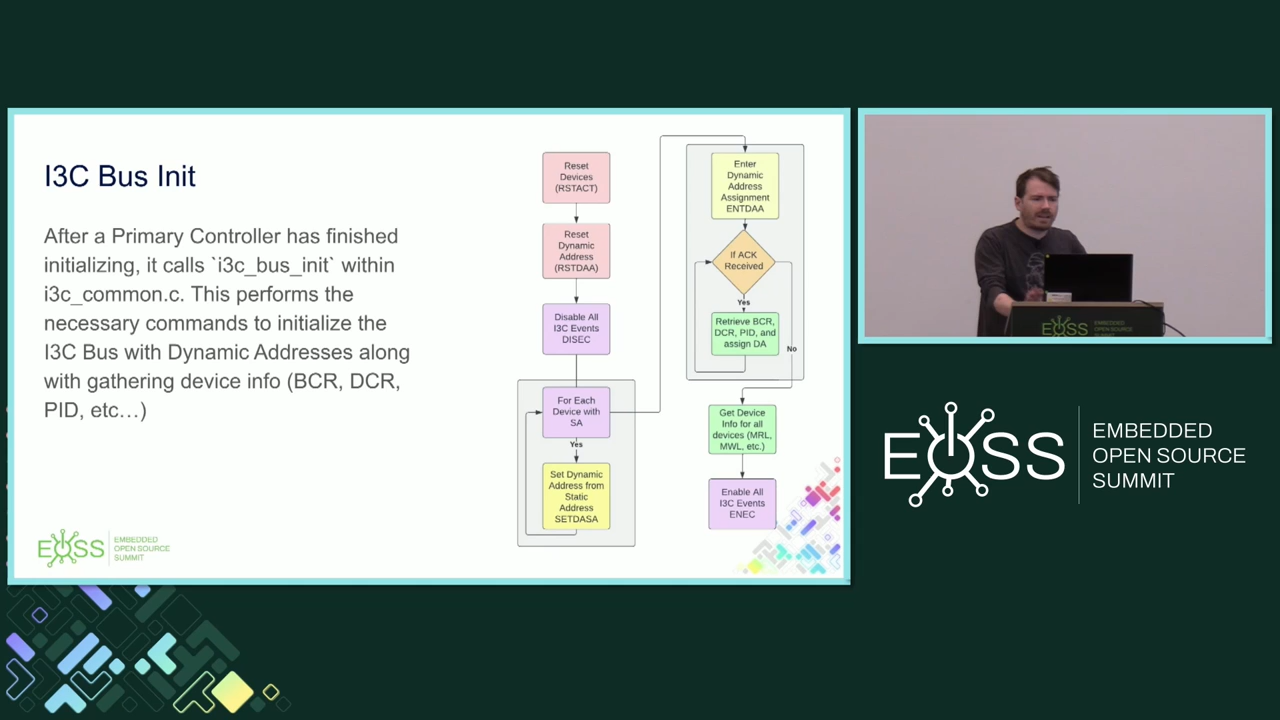 I3C Bus Init
After a Primary Controller has finished
initializing, it calls `i3c_bus_init` within
i3c_common.c. This performs the
necessary commands to initialize the
I3C Bus with Dynamic Addresses along
with gathering device info (BCR, DCR,
PID, etc…)
Reset
Devices
(RSTACT)
Reset
Dynamic
Address
(RSTDAA)
Disable All
I3C Events
DISEC
For Each
Device with
SA
Yes
Set Dynamic
Address from
Static
Address
SETDASA
Enter
Dynamic
Address
Assignment
ENTDAA
If ACK
Received
Yes
Retrieve BCR,
DCR, PID, and
assign DA
No
Get Device
Info for all
devices (MRL,
MWL, etc.)
Enable All
I3C Events
ENEC
EOSS
EMBEDDED
OPEN SOURCE
SUMMIT
EOSS
EOSS
EMBEDDED
OPEN SOURCE
SUMMIT